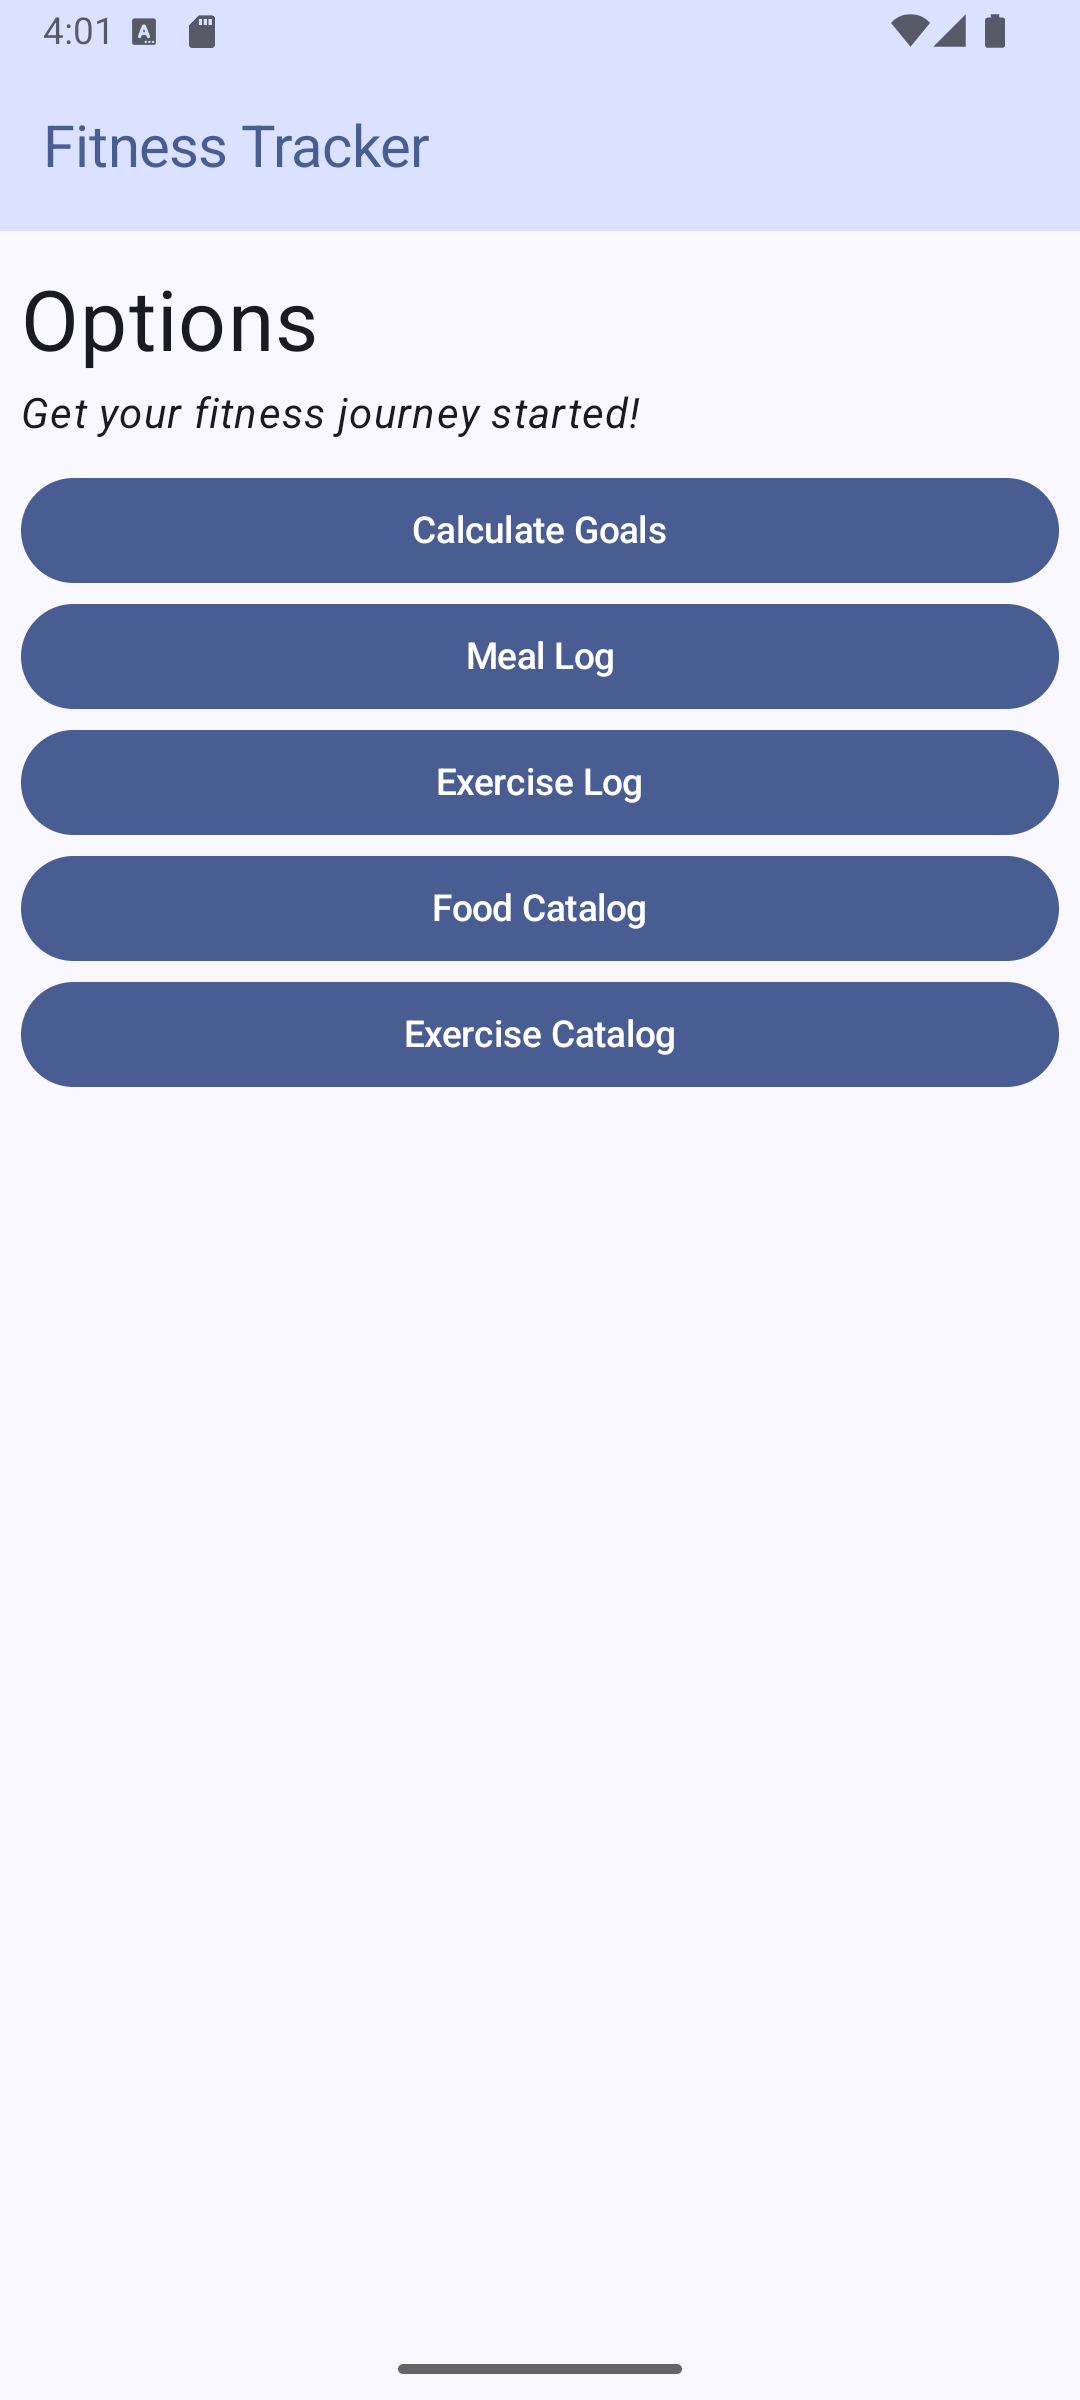 4:01
Fitness Tracker
Options
Get your fitness journey started!
Calculate Goals
Meal Log
Exercise Log
Food Catalog
Exercise Catalog